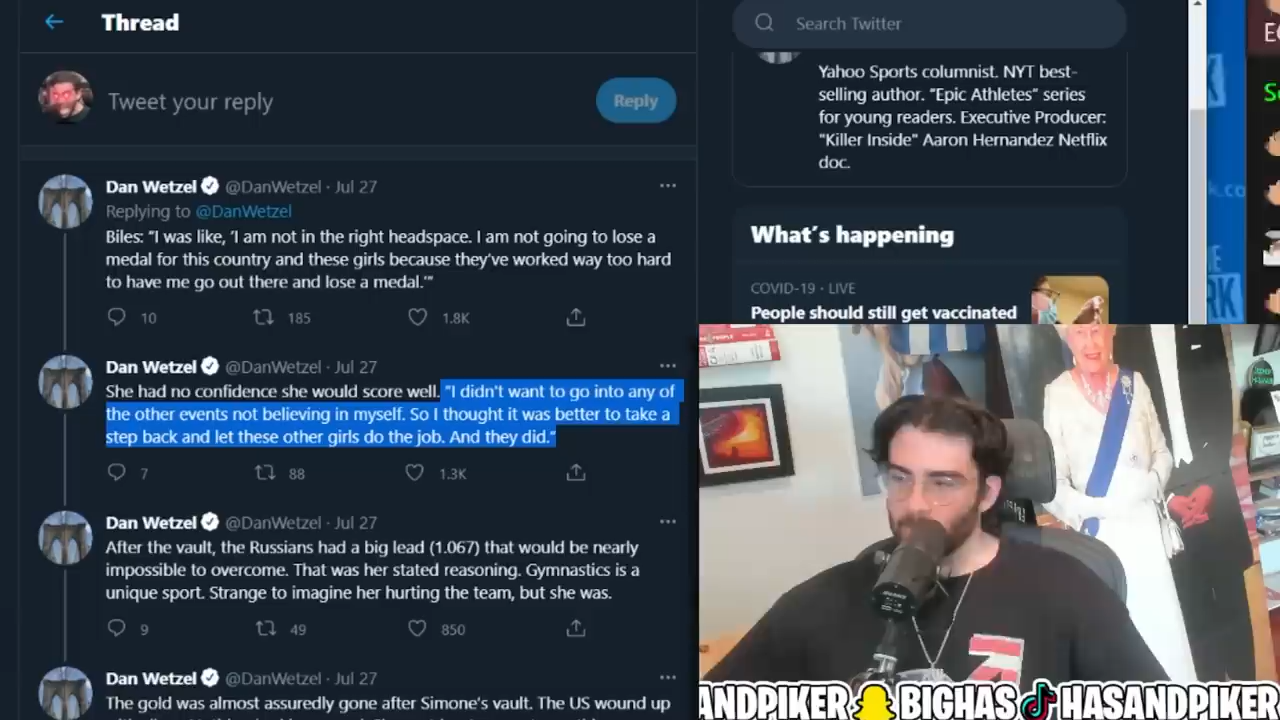 Thread
Search Twitter
Tweet your reply
Reply
Yahoo Sports columnist. NYT best-
selling author. "Epic Athletes" series
for young readers. Executive Producer:
"Killer Inside" Aaron Hernandez Netflix
doc.
Dan Wetzel @DanWetzel · Jul 27
Replying to @DanWetzel
Biles: "I was like, 'I am not in the right headspace. I am not going to lose a
medal for this country and these girls because they've worked way too hard
to have me go out there and lose a medal.'"
10 185 1.8K
What's happening
COVID-19 · LIVE
People should still get vaccinated
Dan Wetzel @DanWetzel · Jul 27
She had no confidence she would score well. "I didn't want to go into any of
the other events not believing in myself. So I thought it was better to take a
step back and let these other girls do the job. And they did."
7 88 1.3K
Dan Wetzel @DanWetzel · Jul 27
After the vault, the Russians had a big lead (1.067) that would be nearly
impossible to overcome. That was her stated reasoning. Gymnastics is a
unique sport. Strange to imagine her hurting the team, but she was.
9 49 850
Dan Wetzel @DanWetzel · Jul 27
The gold was almost assuredly gone after Simone's vault. The US wound up
ANDPIKER BIGHAS HASANDPIKER